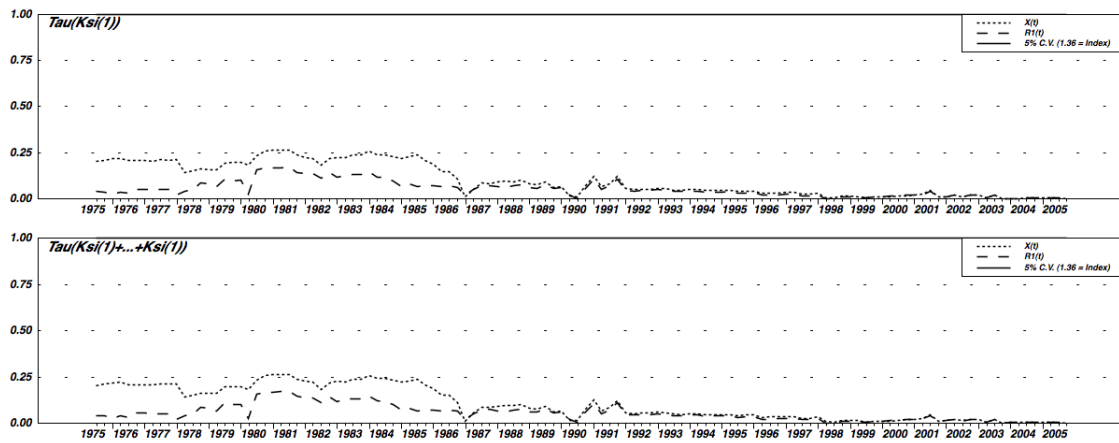 1.00
Tau(Ksi(1))
X(t)
R1(t)
5% C.V. (1.36 = Index)
0.75
0.50
0.25
0.00
1975 1976 1977 1978 1979 1980 1981 1982 1983 1984 1985 1986 1987 1988 1989 1990 1991 1992 1993 1994 1995 1996 1997 1998 1999 2000 2001 2002 2003 2004 2005
1.00
Tau(Ksi(1)+...+Ksi(1))
X(t)
R1(t)
5% C.V. (1.36 = Index)
0.75
0.50
0.25
0.00
1975 1976 1977 1978 1979 1980 1981 1982 1983 1984 1985 1986 1987 1988 1989 1990 1991 1992 1993 1994 1995 1996 1997 1998 1999 2000 2001 2002 2003 2004 2005